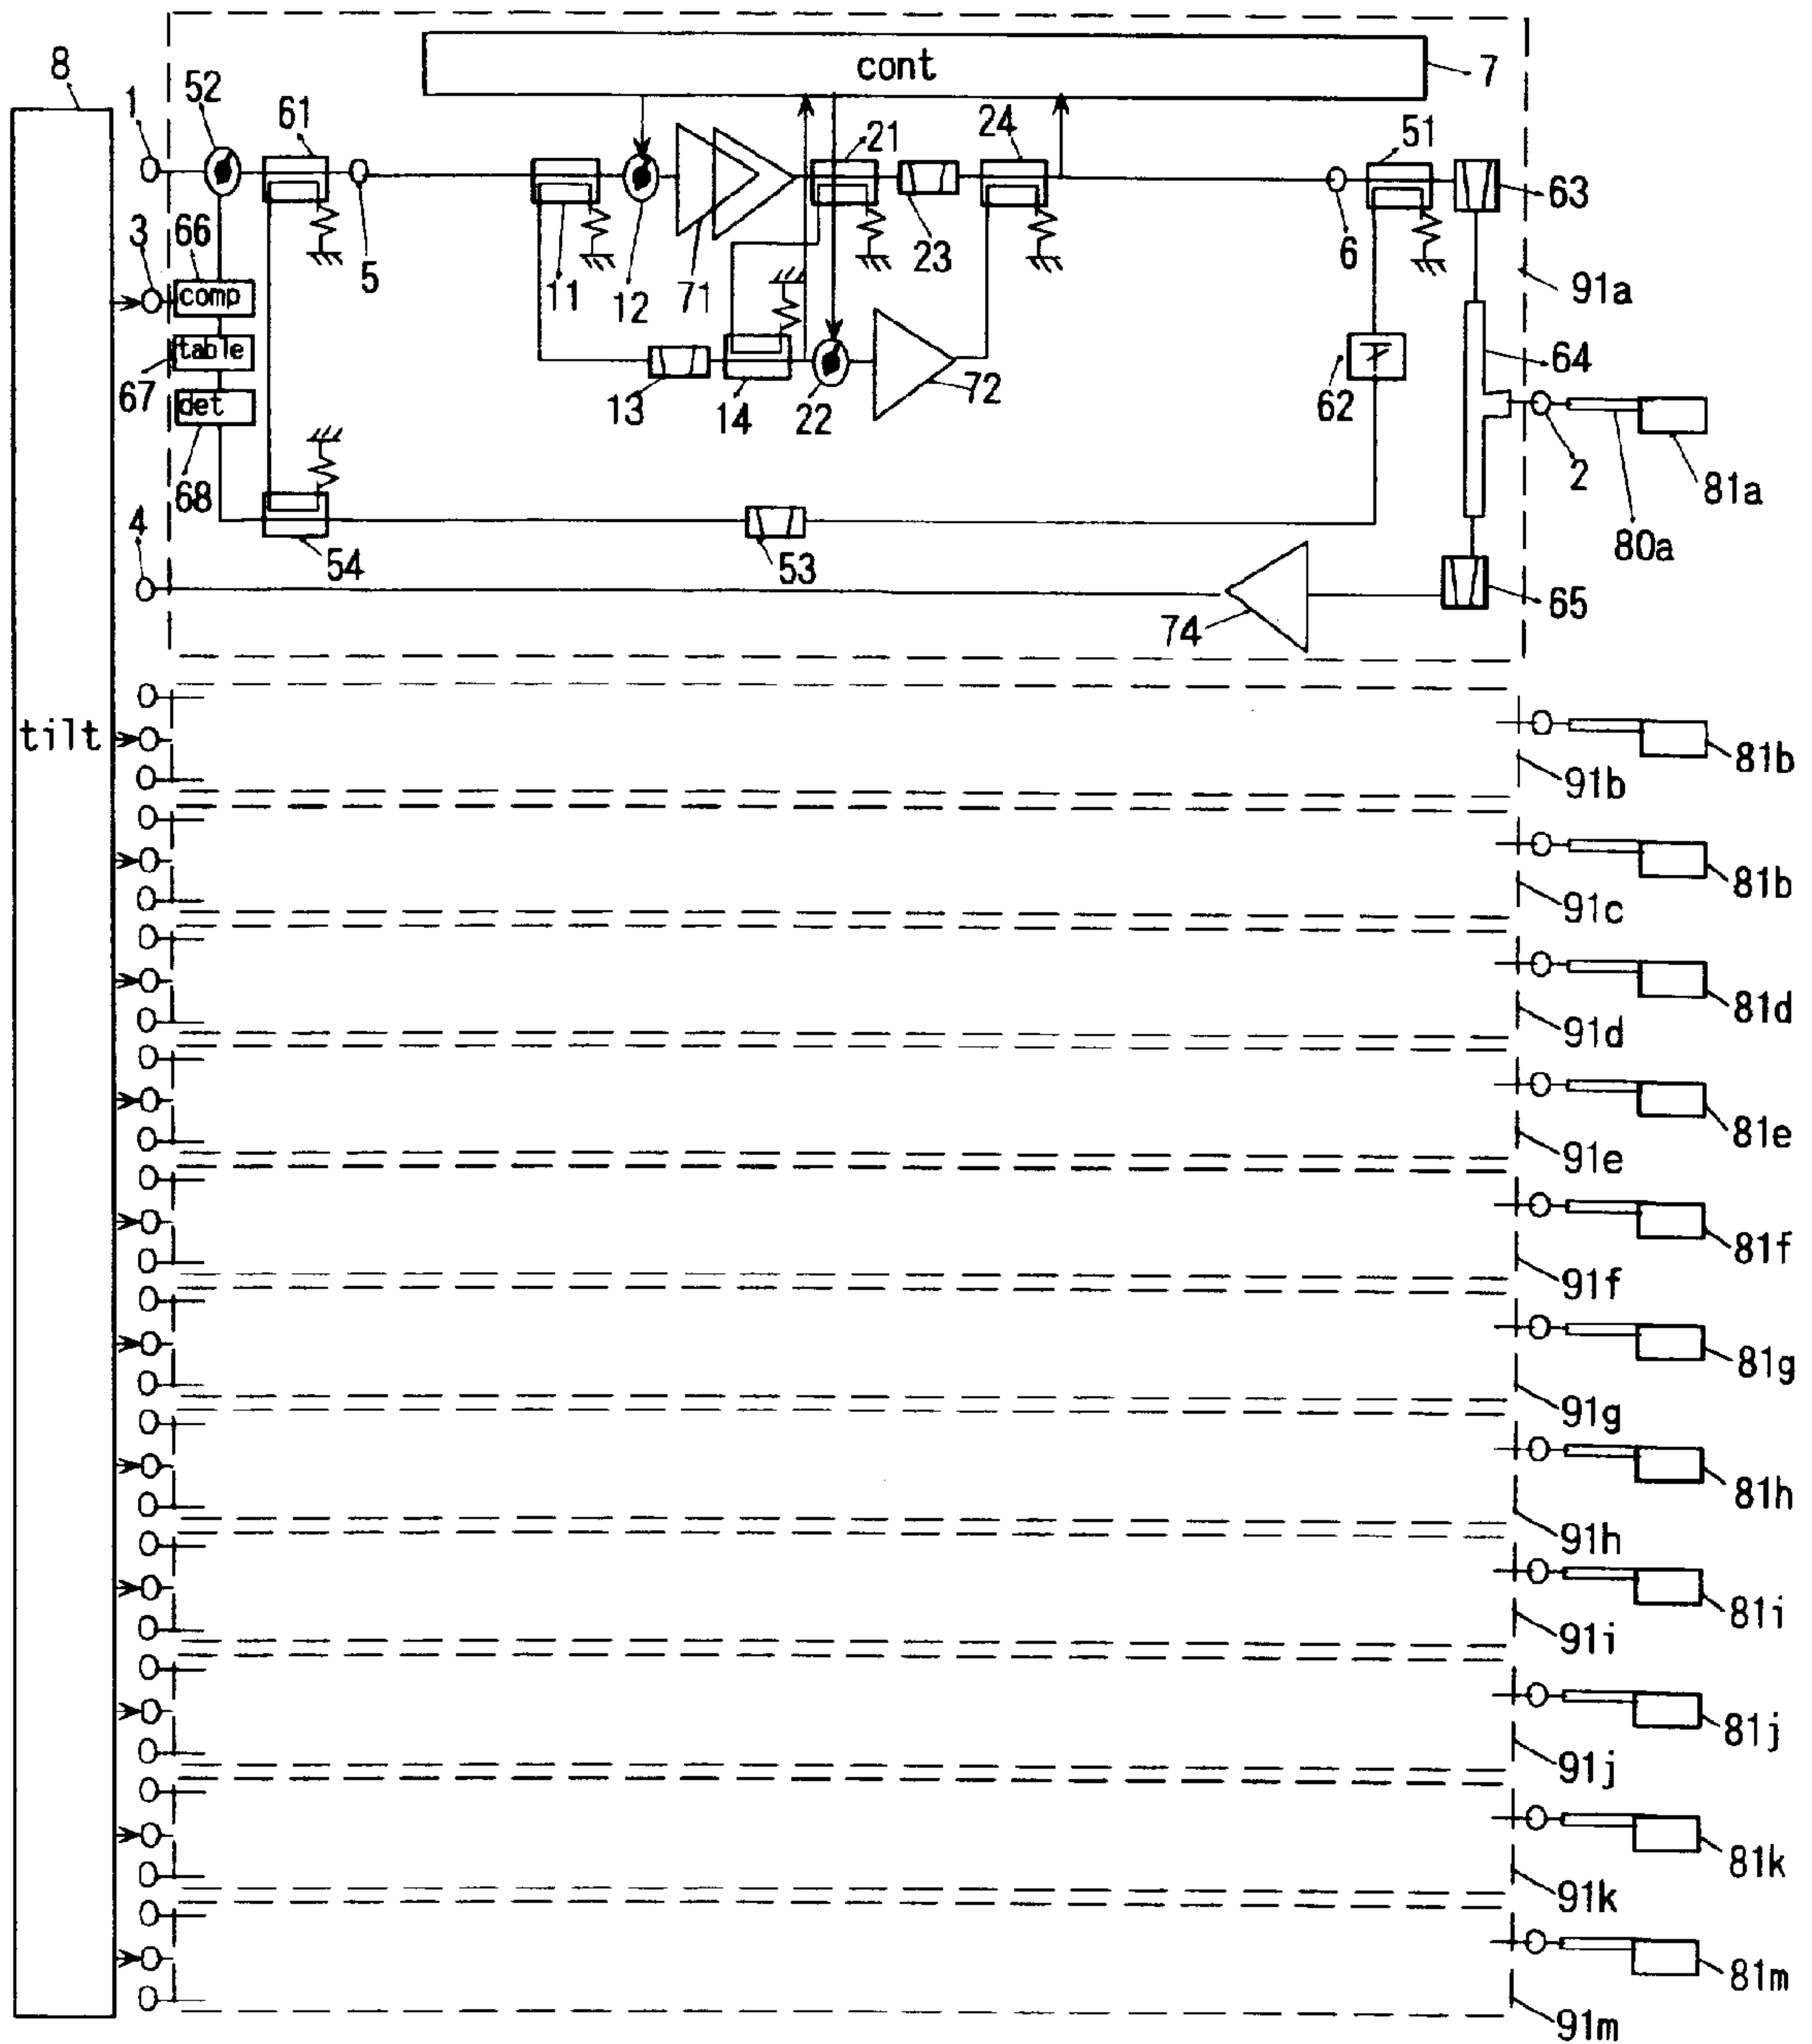 8
cont
7
1
52
61
21
24
51
63
3
66
5
11
12
71
23
6
91a
comp
table
67
det
68
13
14
22
72
62
64
2
81a
80a
4
54
53
74
65
tilt
81b
91b
81b
91c
81d
91d
81e
91e
81f
91f
81g
91g
81h
91h
81i
91i
81j
91j
81k
91k
81m
91m